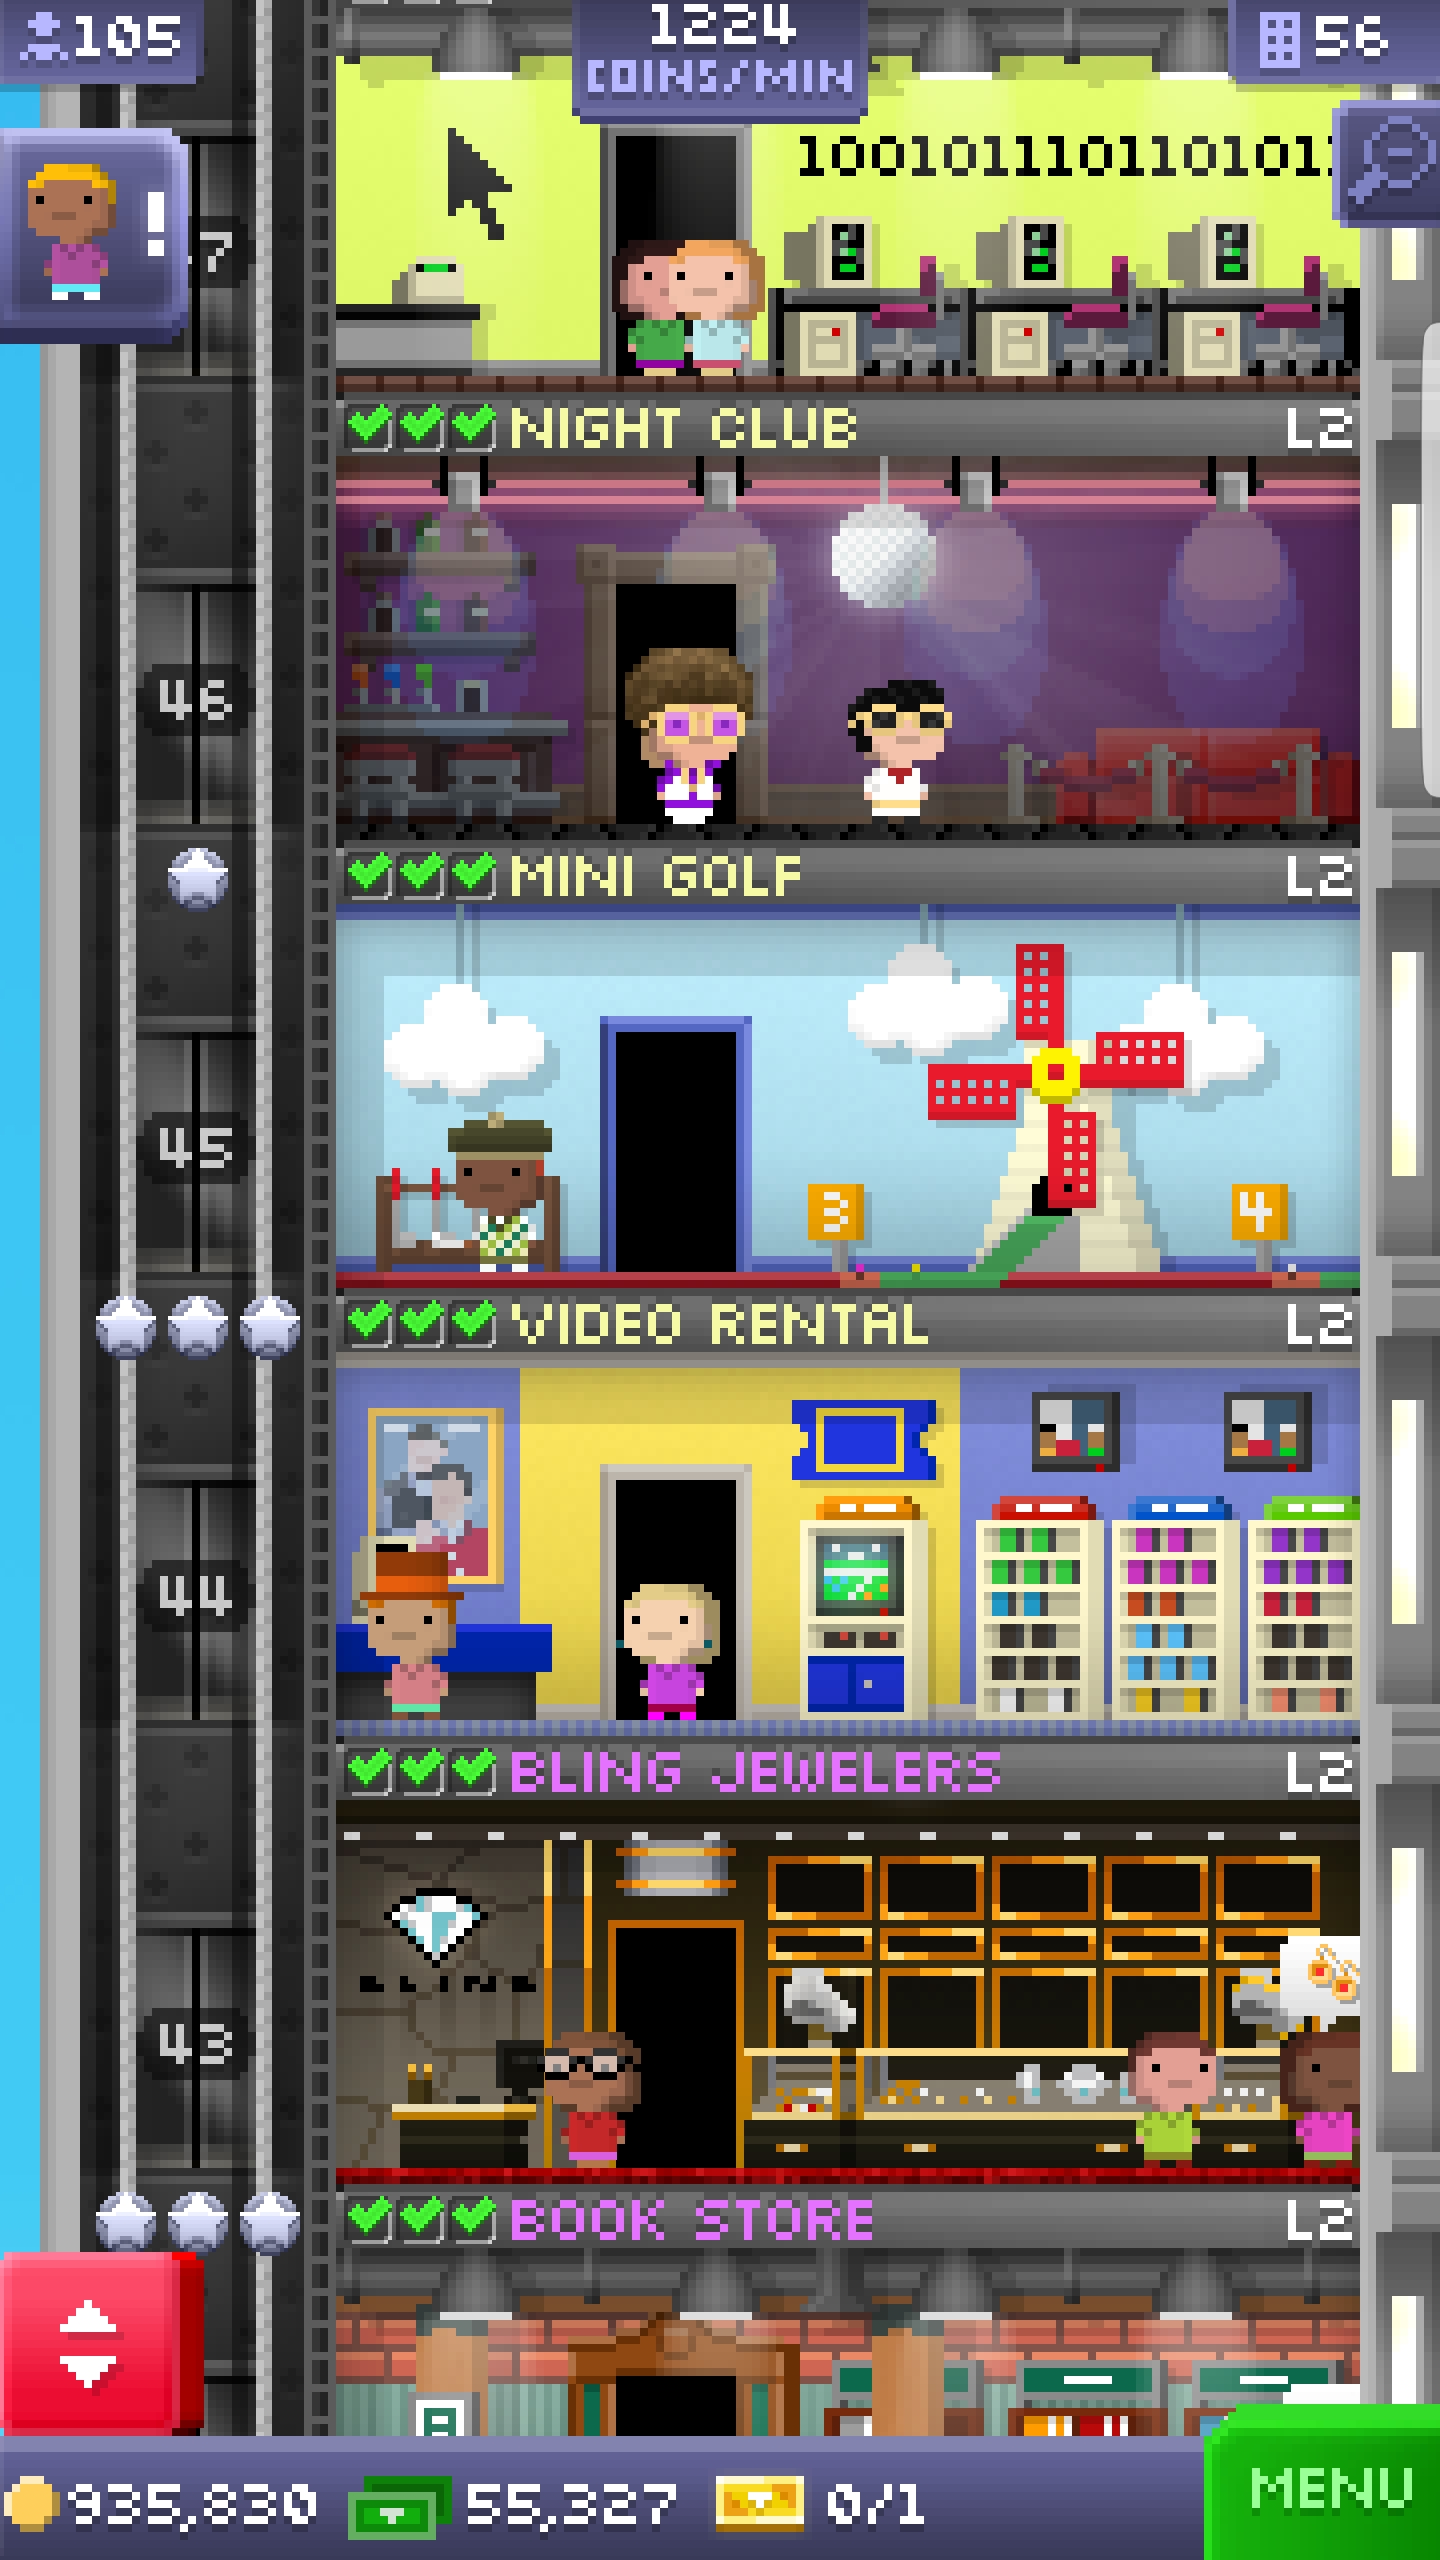 105
1224
COINS/MIN
56
!
7
1001011101101011
NIGHT CLUB
L2
46
MINI GOLF
L2
45
3
4
VIDEO RENTAL
L2
44
BLING JEWELERS
L2
BLING
43
BOOK STORE
L2
935,830
55,327
0/1
MENU